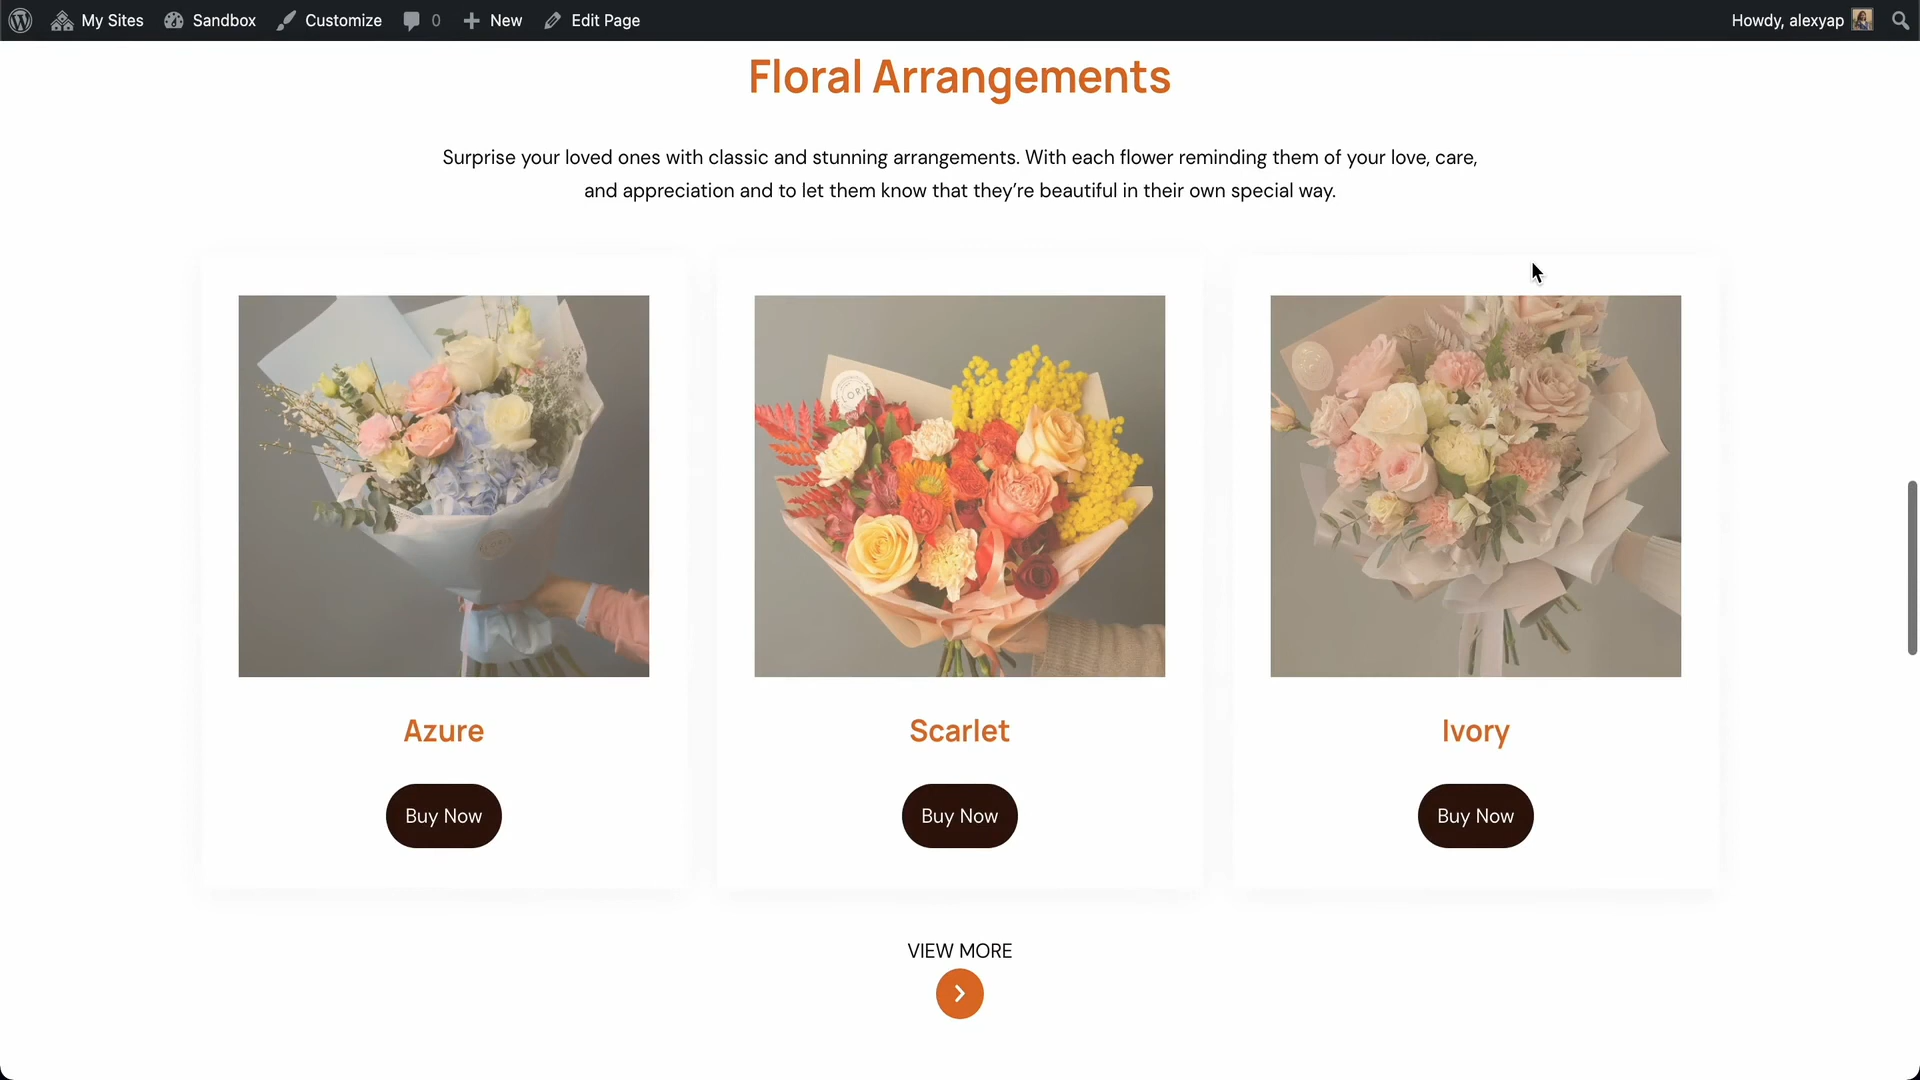 My Sites Sandbox Customize 0 New Edit Page Howdy, alexyap
Floral Arrangements
Surprise your loved ones with classic and stunning arrangements. With each flower reminding them of your love, care,
and appreciation and to let them know that they're beautiful in their own special way.
Azure
Scarlet
Ivory
Buy Now
Buy Now
Buy Now
VIEW MORE